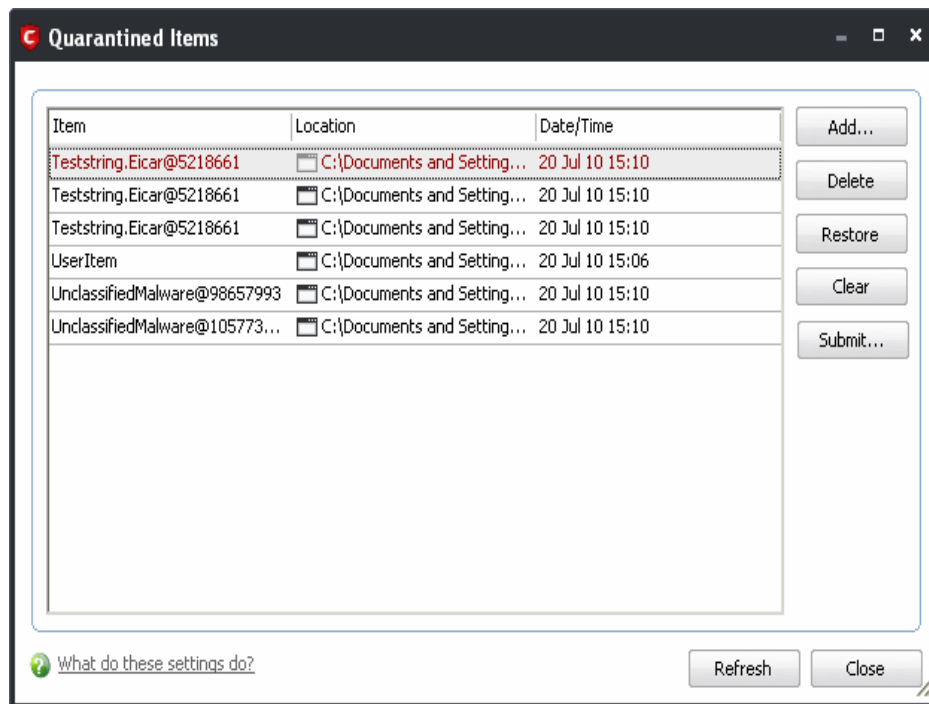 Quarantined Items
Item Location Date/Time
Teststring.Eicar@5218661 C:\Documents and Setting... 20 Jul 10 15:10
Teststring.Eicar@5218661 C:\Documents and Setting... 20 Jul 10 15:10
Teststring.Eicar@5218661 C:\Documents and Setting... 20 Jul 10 15:10
UserItem C:\Documents and Setting... 20 Jul 10 15:06
UnclassifiedMalware@98657993 C:\Documents and Setting... 20 Jul 10 15:10
UnclassifiedMalware@105773... C:\Documents and Setting... 20 Jul 10 15:10
Add...
Delete
Restore
Clear
Submit...
What do these settings do?
Refresh
Close